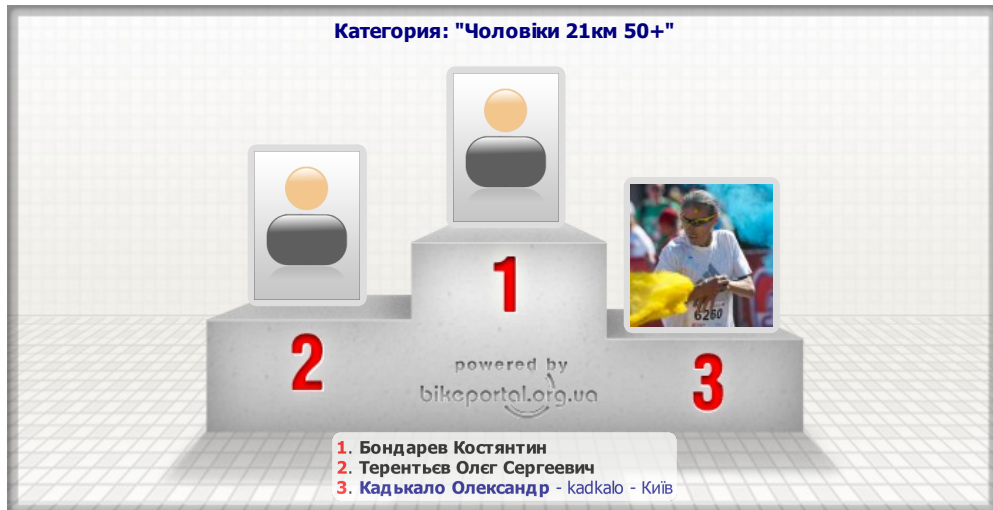 Категория: "Чоловіки 21км 50+"
1
2
3
6260
powered by
bikeportal.org.ua
1. Бондарев Костянтин
2. Терентьєв Олєг Сергеевич
3. Кадькало Олександр - kadkalo - Київ